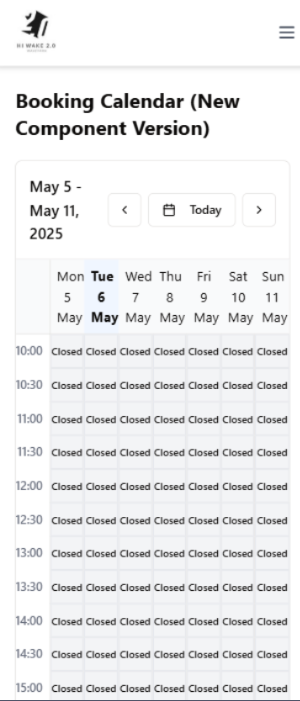 HI WAKE 2.0
Booking Calendar (New
Component Version)
May 5 -
May 11,
2025
Today
Mon Tue Wed Thu Fri Sat Sun
5 6 7 8 9 10 11
May May May May May May May
10:00 Closed Closed Closed Closed Closed Closed Closed
10:30 Closed Closed Closed Closed Closed Closed Closed
11:00 Closed Closed Closed Closed Closed Closed Closed
11:30 Closed Closed Closed Closed Closed Closed Closed
12:00 Closed Closed Closed Closed Closed Closed Closed
12:30 Closed Closed Closed Closed Closed Closed Closed
13:00 Closed Closed Closed Closed Closed Closed Closed
13:30 Closed Closed Closed Closed Closed Closed Closed
14:00 Closed Closed Closed Closed Closed Closed Closed
14:30 Closed Closed Closed Closed Closed Closed Closed
15:00 Closed Closed Closed Closed Closed Closed Closed